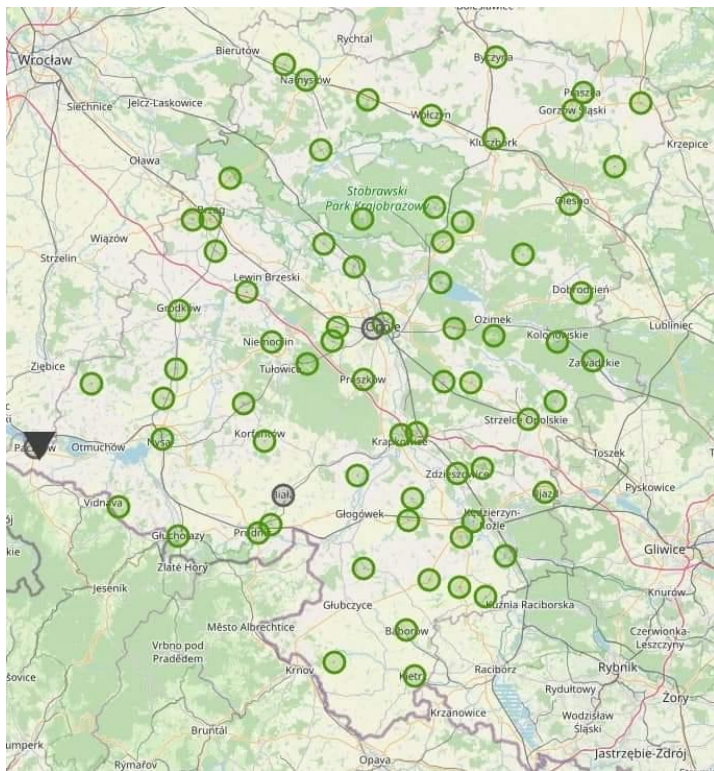 Bierutów
Rychtal
Wrocław
Namysłów
Byczyna
Praszka
Siechnice
Jelcz-Laskowice
Wołczyn
Gorzów Śląski
Kluczbork
Krzepice
Oława
Stobrawski
Park Krajobrazowy
Olesno
Brzeg
Wiązów
Strzelin
Lewin Brzeski
Dobrodzień
Grodków
Ozimek
Opole
Lubliniec
Niemodlin
Kolonowskie
Ziębice
Tułowice
Zawadzkie
Prószków
Strzelce Opolskie
Nysa
Korfantów
Krapkowice
Otmuchów
Toszek
Zdzieszowice
Pyskowice
Ujazd
Vidnava
Głogówek
Kędzierzyn-
Koźle
Prudnik
Głuchołazy
Gliwice
Zlaté Hory
Jeseník
Knurów
Głubczyce
Kuźnia Raciborska
Město Albrechtice
Baborów
Czerwionka-
Leszczyny
Vrbno pod
Pradědem
Krnov
Racibórz
Rybnik
Kietrz
Rydułtowy
Żory
Krzanowice
Wodzisław
Śląski
Bruntál
Jastrzębie-Zdrój
Opava
Rýmařov